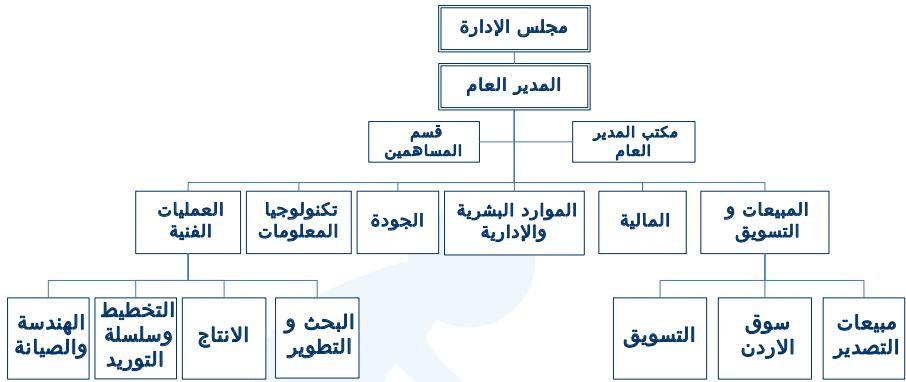 مجلس الإدارة
المدير العام
مكتب المدير
العام
قسم
المساهمين
المبيعات و
التسويق
المالية
الموارد البشرية
والإدارية
الجودة
تكنولوجيا
المعلومات
العمليات
الفنية
مبيعات
التصدير
سوق
الاردن
التسويق
البحث و
التطوير
الانتاج
التخطيط
وسلسلة
التوريد
الهندسة
والصيانة